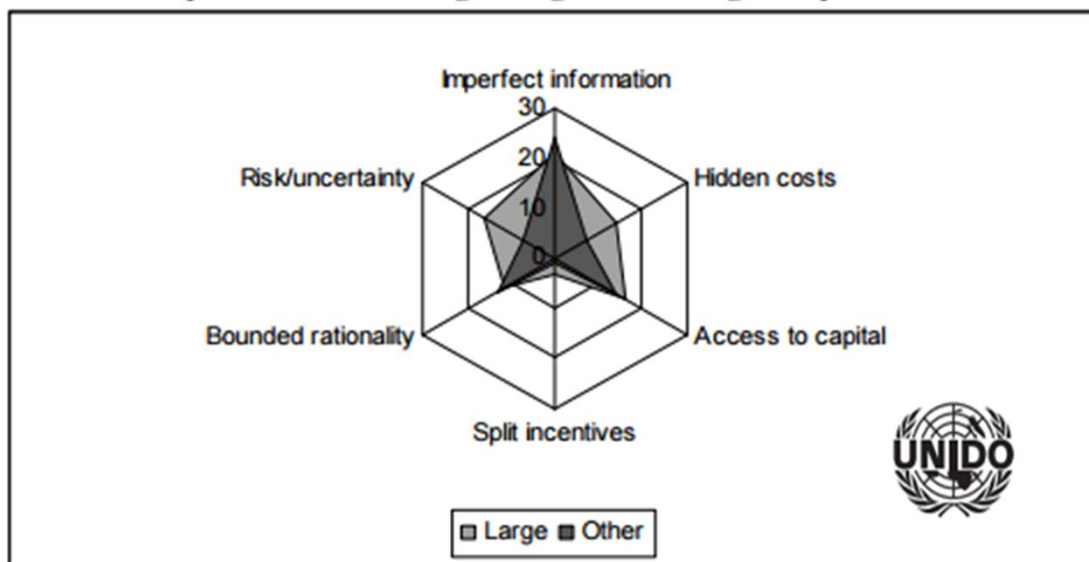 Imperfect information
30
20
10
0
Risk/uncertainty
Hidden costs
Bounded rationality
Access to capital
Split incentives
UNIDO
Large Other